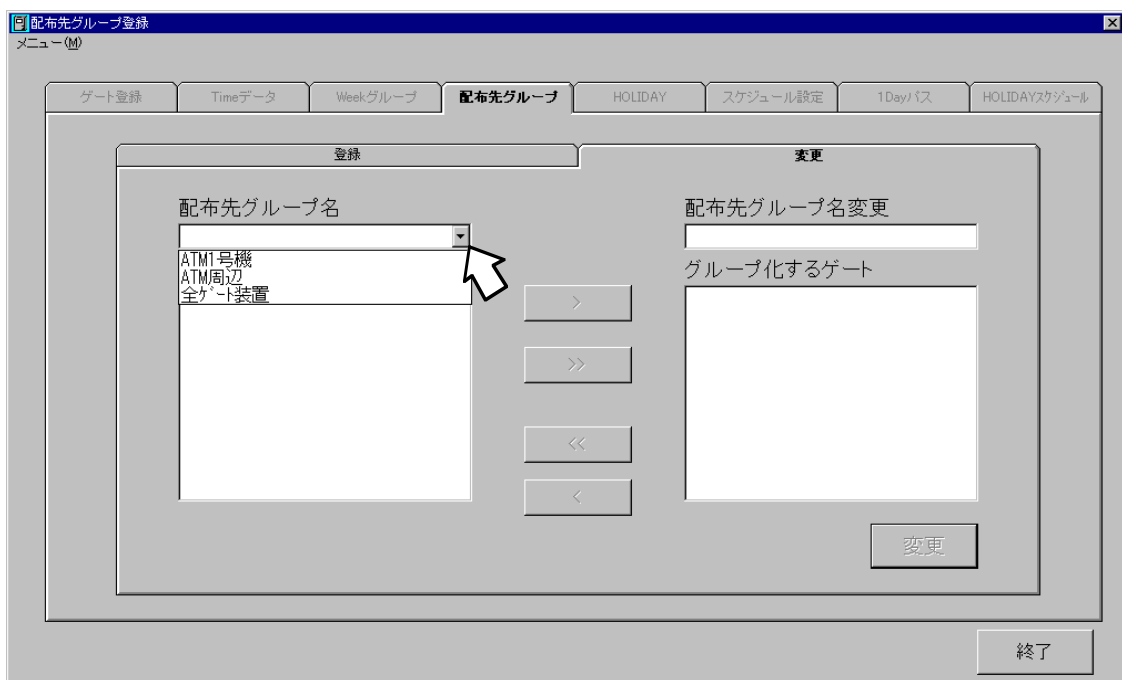 配布先グループ登録
メニュー(M)
ゲート登録 Timeデータ Weekグループ 配布先グループ HOLIDAY スケジュール設定 1Dayパス HOLIDAYｽｹｼﾞｭｰﾙ
登録 変更
配布先グループ名 配布先グループ名変更
ATM1号機
ATM周辺
全ｹﾞｰﾄ装置
グループ化するゲート
>
>>
<<
<
変更
終了